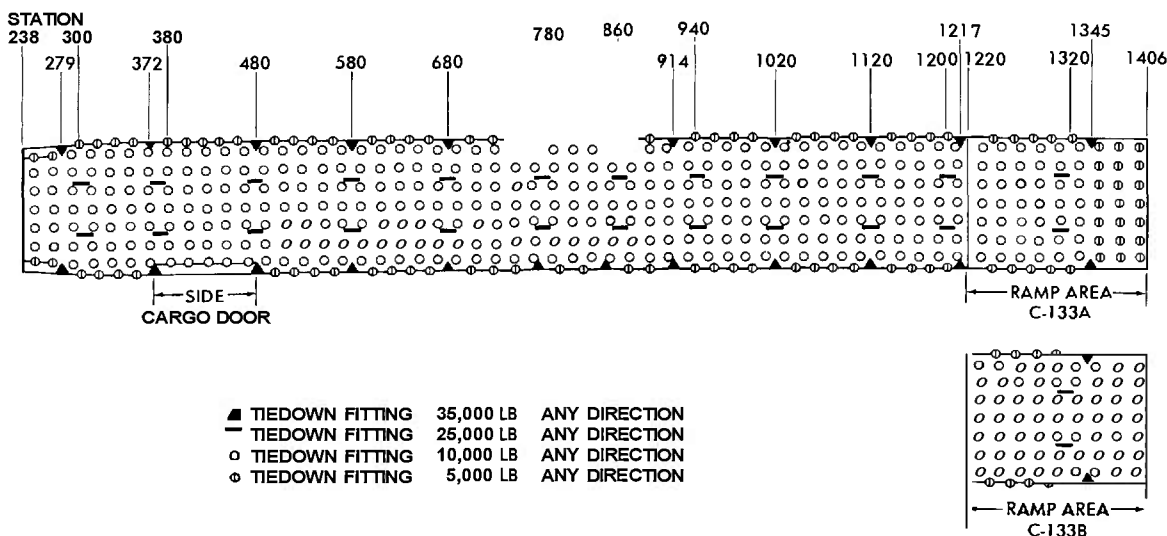 STATION
238 300 380 780 860 940 1217 1345
279 372 480 580 680 914 1020 1120 1200 1220 1320 1406
SIDE
CARGO DOOR
RAMP AREA
C-133A
TIEDOWN FITTING 35,000 LB ANY DIRECTION
TIEDOWN FITTING 25,000 LB ANY DIRECTION
TIEDOWN FITTING 10,000 LB ANY DIRECTION
TIEDOWN FITTING 5,000 LB ANY DIRECTION
RAMP AREA
C-133B